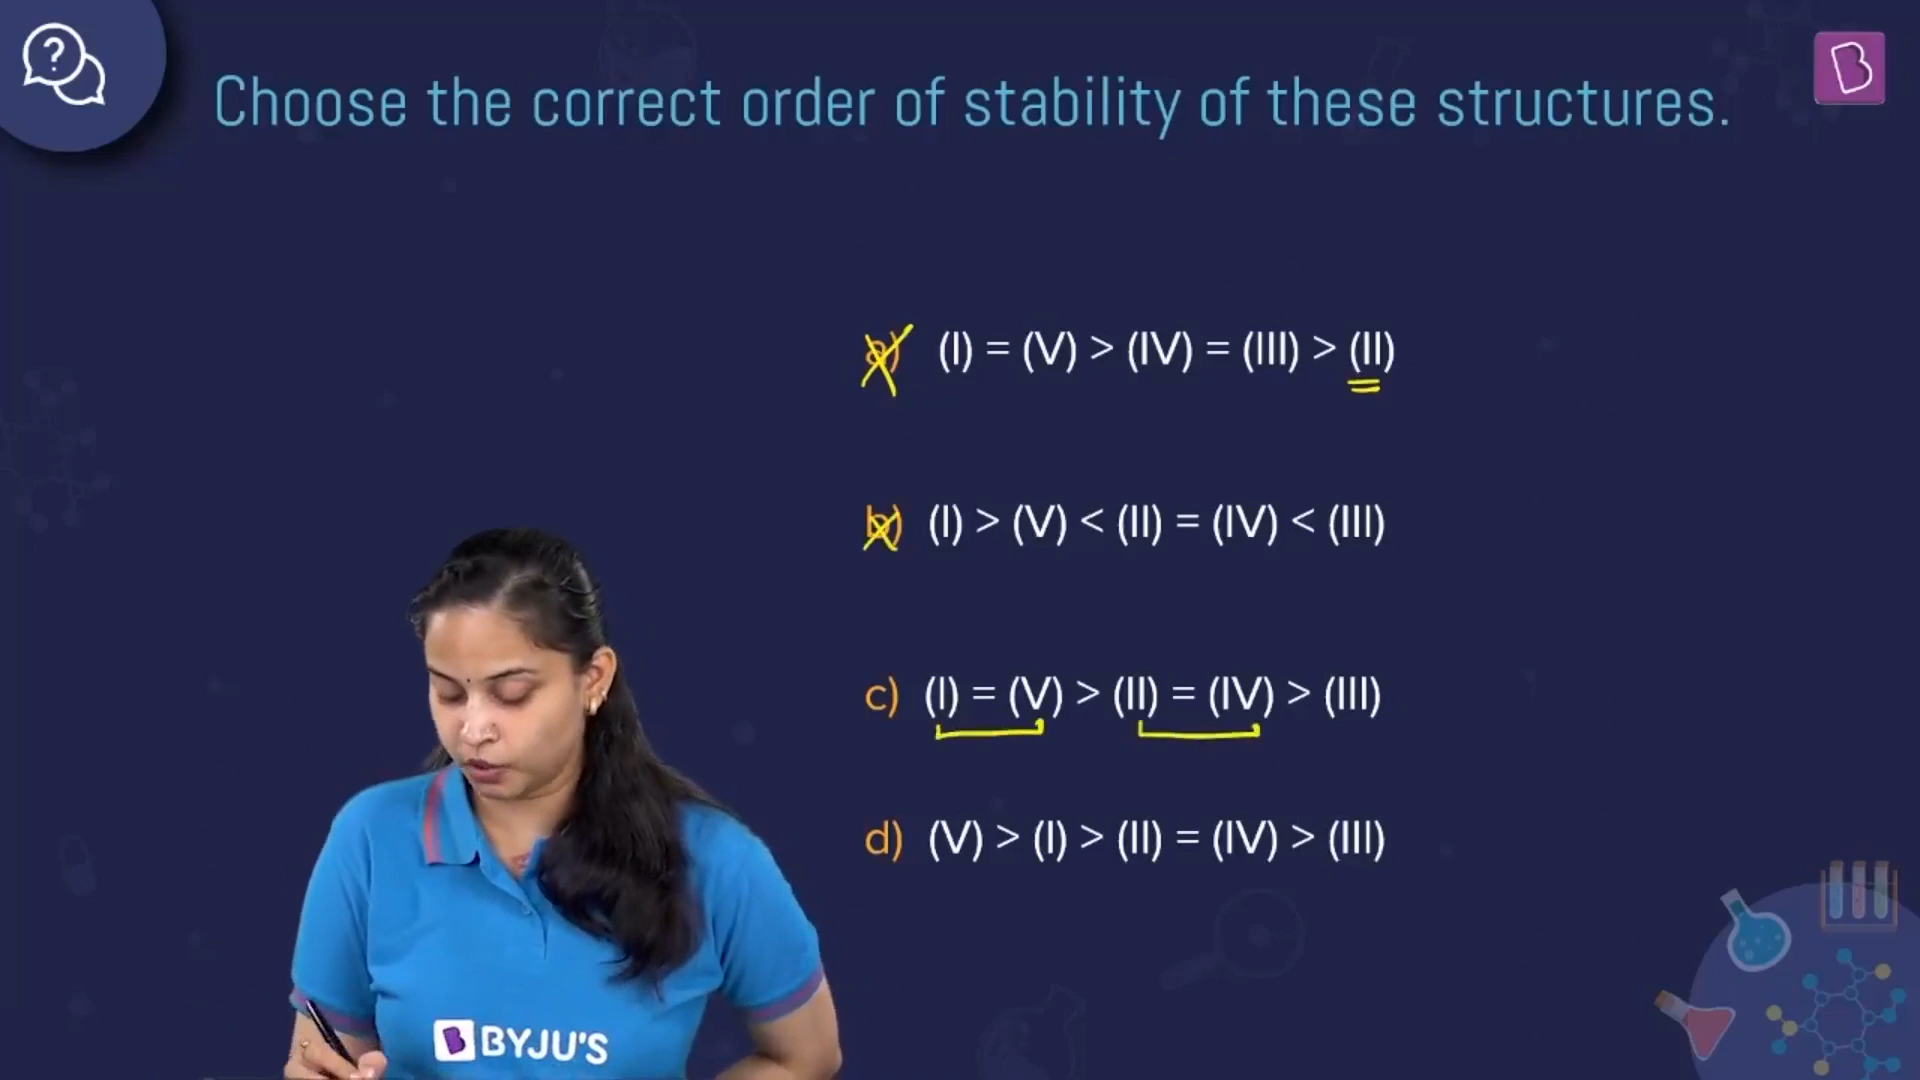 ?
B
Choose the correct order of stability of these structures.
a) (I) = (V) > (IV) = (III) > (II)
b) (I) > (V) < (II) = (IV) < (III)
c) (I) = (V) > (II) = (IV) > (III)
d) (V) > (I) > (II) = (IV) > (III)
B BYJU'S